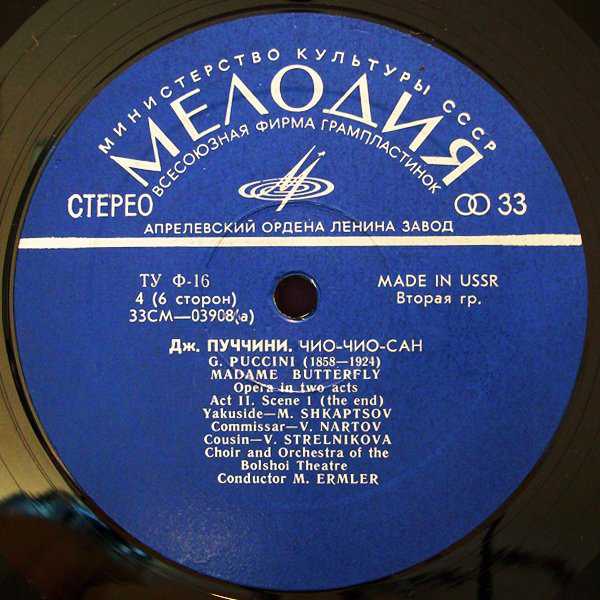 МИНИСТЕРСТВО КУЛЬТУРЫ СССР
МЕЛОДИЯ
ВСЕСОЮЗНАЯ ФИРМА ГРАМПЛАСТИНОК
СТЕРЕО
33
АПРЕЛЕВСКИЙ ОРДЕНА ЛЕНИНА ЗАВОД
ТУ Ф-16
MADE IN USSR
4 (6 сторон)
Вторая гр.
33СМ—03908(а)
Дж. ПУЧЧИНИ. ЧИО-ЧИО-САН
G. PUCCINI (1858—1924)
MADAME BUTTERFLY
Opera in two acts
Act II. Scene 1 (the end)
Yakuside—M. SHKAPTSOV
Commissar—V. NARTOV
Cousin—V. STRELNIKOVA
Choir and Orchestra of the
Bolshoi Theatre
Conductor M. ERMLER